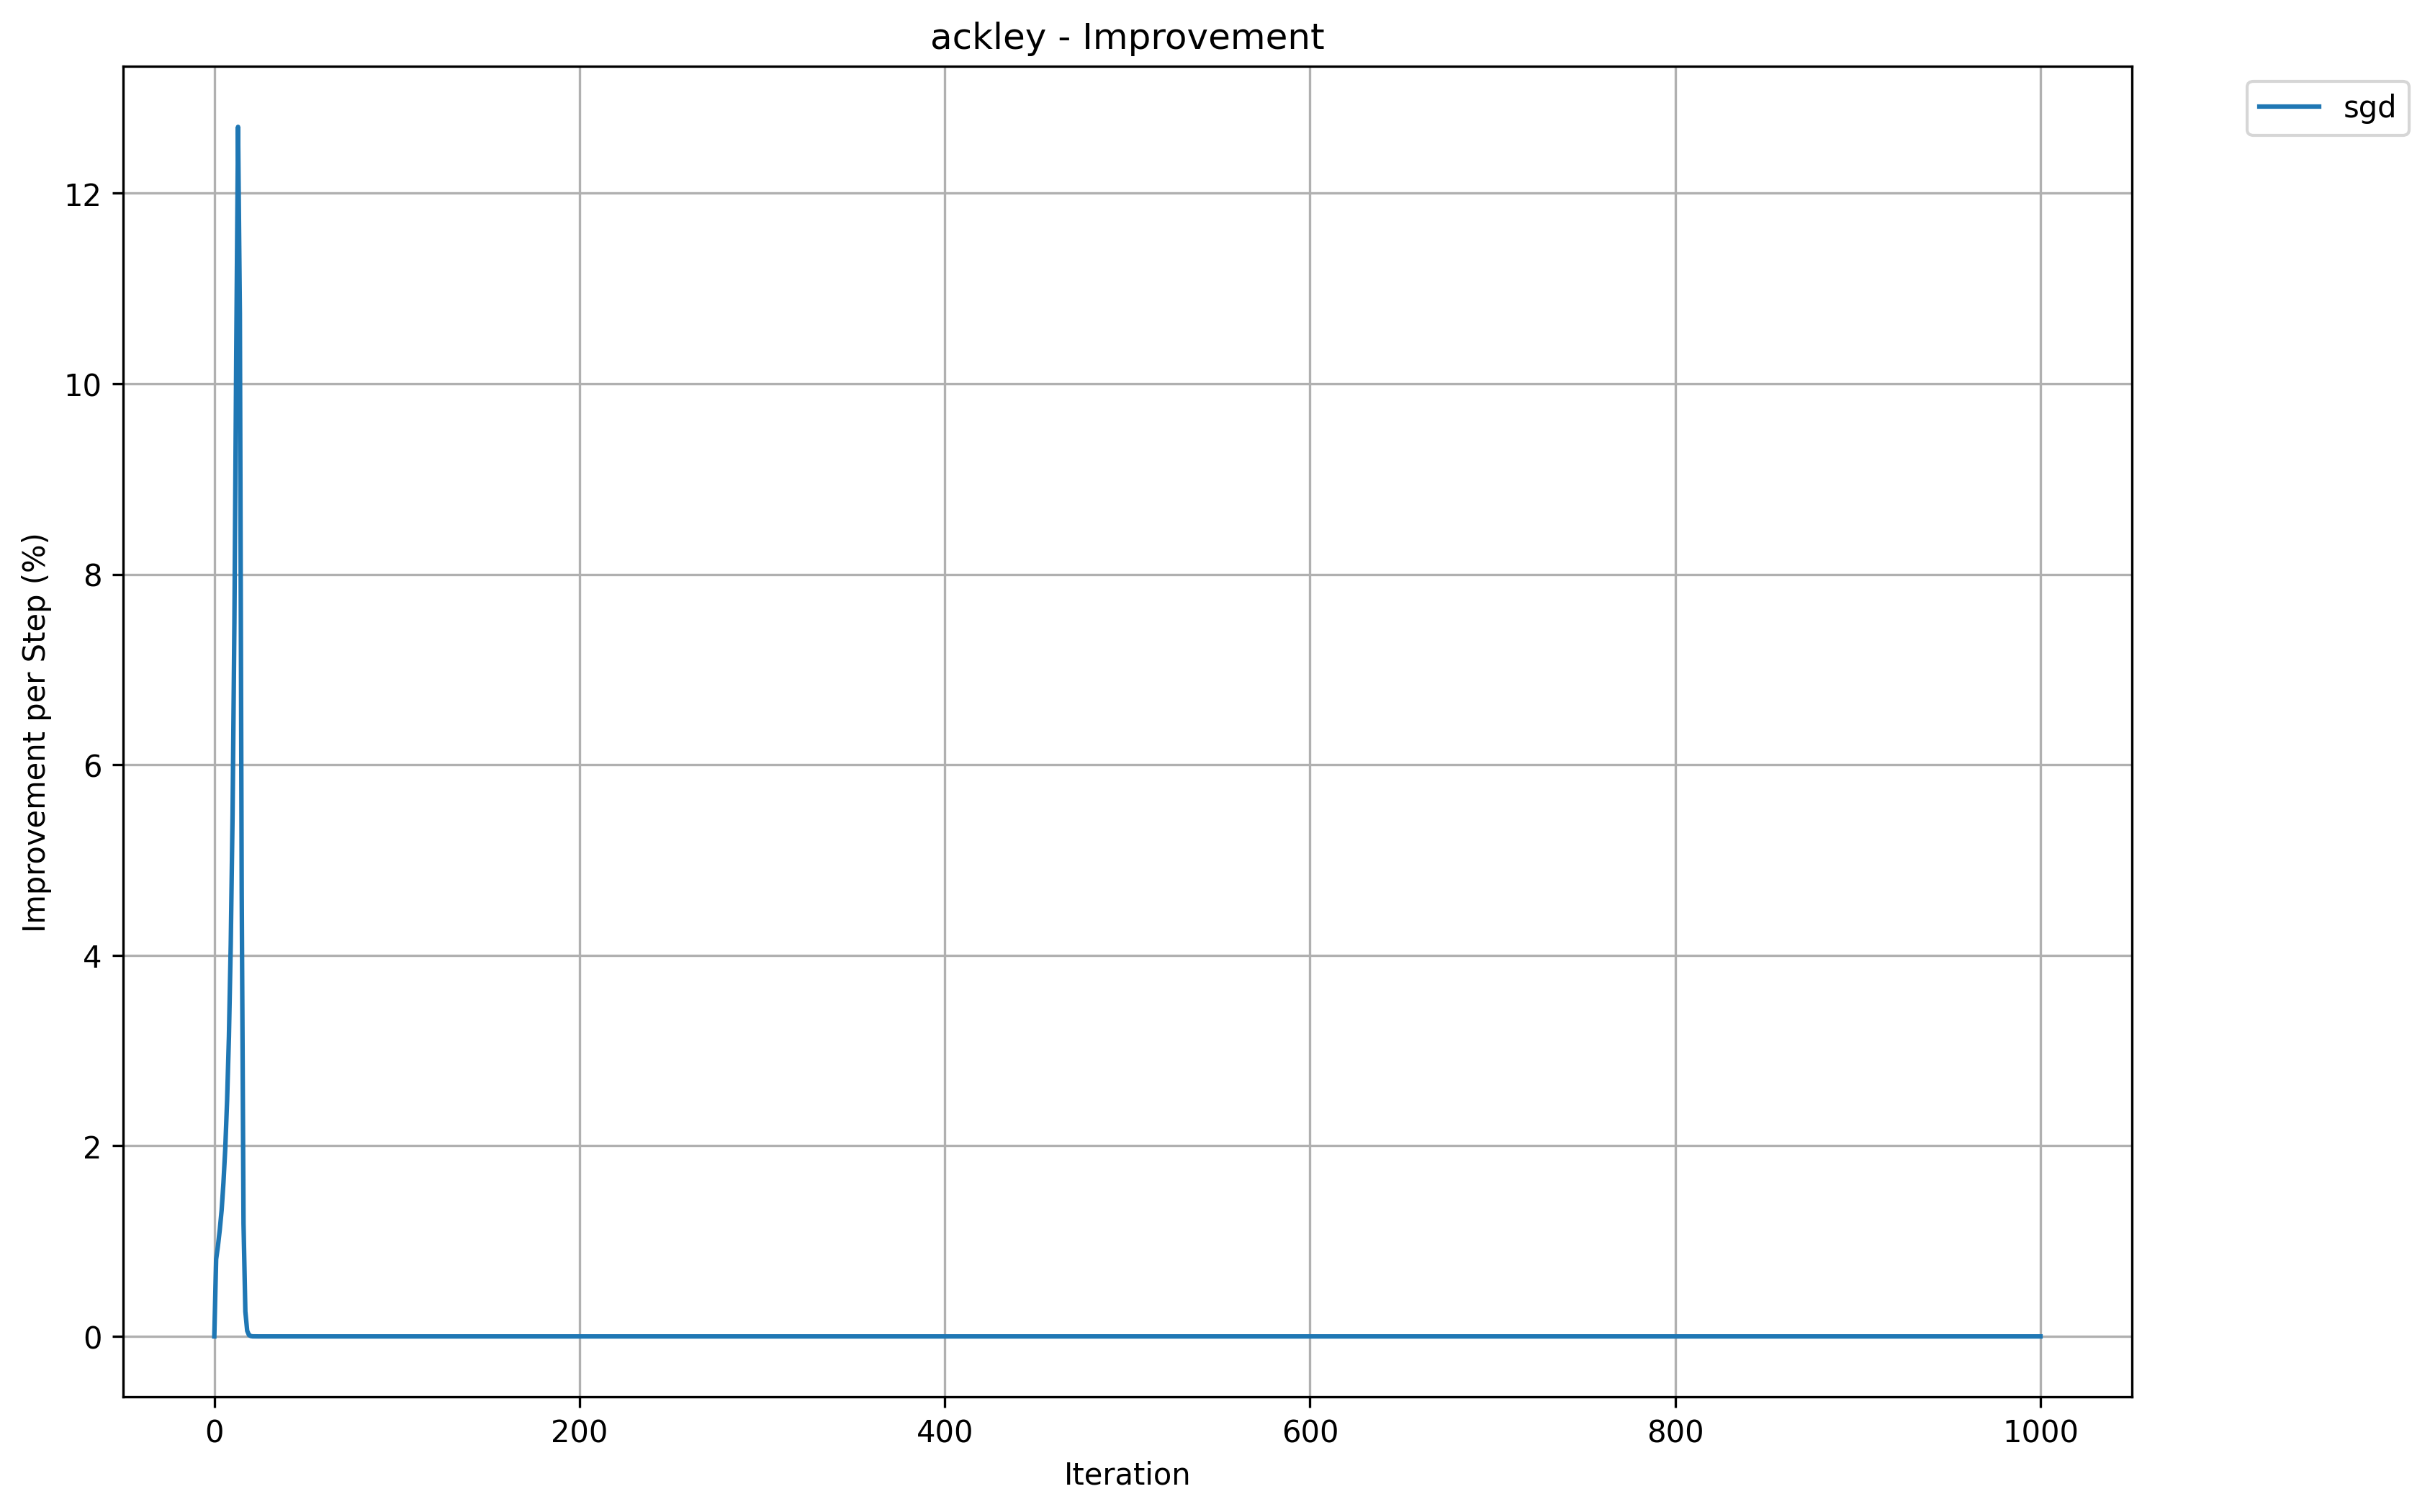 ackley - Improvement
sgd
Improvement per Step (%)
12
10
8
6
4
2
0
0 200 400 600 800 1000
Iteration